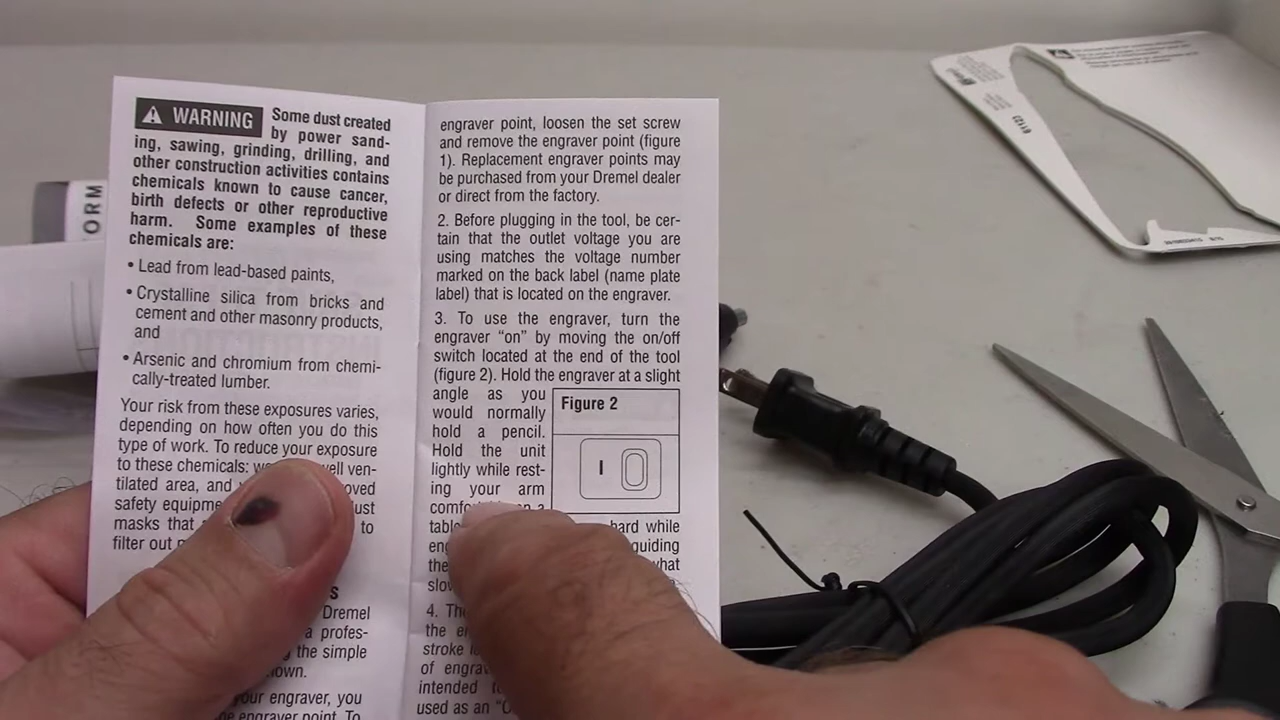 WARNING Some dust created
by power sand-
ing, sawing, grinding, drilling, and
other construction activities contains
chemicals known to cause cancer,
birth defects or other reproductive
harm. Some examples of these
chemicals are:
• Lead from lead-based paints,
• Crystalline silica from bricks and
cement and other masonry products,
and
• Arsenic and chromium from chemi-
cally-treated lumber.
Your risk from these exposures varies,
depending on how often you do this
type of work. To reduce your exposure
to these chemicals: ven-
tilated area, and
safety
masks that to
filter out
Dremel
a profes-
the simple
your engraver, you
engraver point. To
engraver point, loosen the set screw
and remove the engraver point (figure
1). Replacement engraver points may
be purchased from your Dremel dealer
or direct from the factory.
2. Before plugging in the tool, be cer-
tain that the outlet voltage you are
using matches the voltage number
marked on the back label (name plate
label) that is located on the engraver.
3. To use the engraver, turn the
engraver “on” by moving the on/off
switch located at the end of the tool
(figure 2). Hold the engraver at a slight
angle as you
would normally
hold a pencil.
Hold the unit
lightly while rest-
ing your arm
a
hard while
guiding
4.
the
stroke
of
intended
used as an
Figure 2
I
ORM
61123